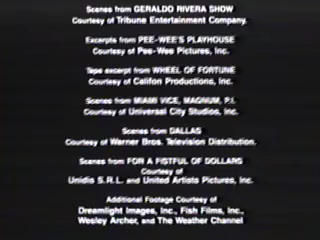 Scenes from GERALDO RIVERA SHOW
Courtesy of Tribune Entertainment Company.
Excerpts from PEE-WEE'S PLAYHOUSE
Courtesy of Pee-Wee Pictures, Inc.
Tape excerpt from WHEEL OF FORTUNE
Courtesy of Califon Productions, Inc.
Scenes from MIAMI VICE, MAGNUM, P.I.
Courtesy of Universal City Studios, Inc.
Scenes from DALLAS
Courtesy of Warner Bros. Television Distribution.
Scenes from FOR A FISTFUL OF DOLLARS
Courtesy of
Unidis S.R.L. and United Artists Pictures, Inc.
Additional Footage Courtesy of
Dreamlight Images, Inc., Fish Films, Inc.,
Wesley Archer, and The Weather Channel